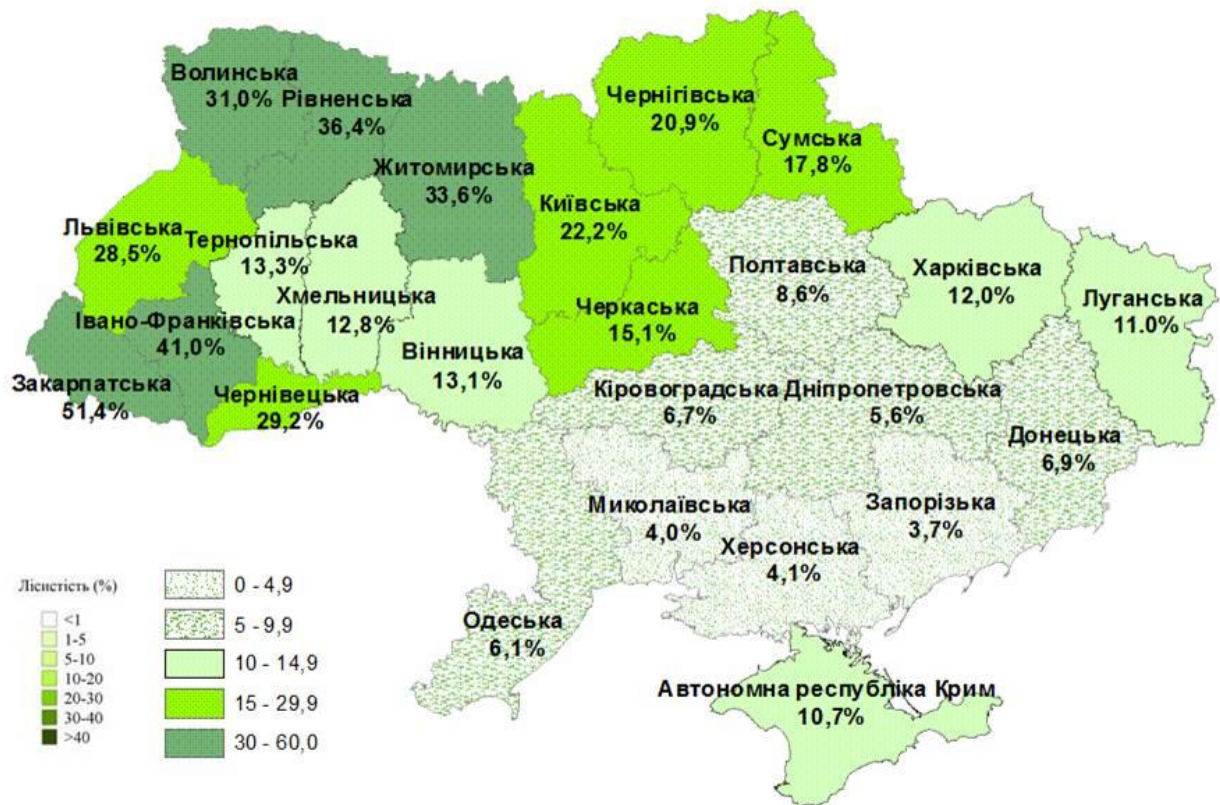 Волинська
31,0%
Рівненська
36,4%
Житомирська
33,6%
Чернігівська
20,9%
Сумська
17,8%
Київська
22,2%
Львівська
28,5%
Тернопільська
13,3%
Хмельницька
12,8%
Івано-Франківська
41,0%
Закарпатська
51,4%
Чернівецька
29,2%
Вінницька
13,1%
Черкаська
15,1%
Полтавська
8,6%
Харківська
12,0%
Луганська
11.0%
Кіровоградська
6,7%
Дніпропетровська
5,6%
Донецька
6,9%
Миколаївська
4,0%
Запорізька
3,7%
Херсонська
4,1%
Одеська
6,1%
Автономна республіка Крим
10,7%
Лісистість (%)
<1
1-5
5-10
10-20
20-30
30-40
>40
0 - 4,9
5 - 9,9
10 - 14,9
15 - 29,9
30 - 60,0